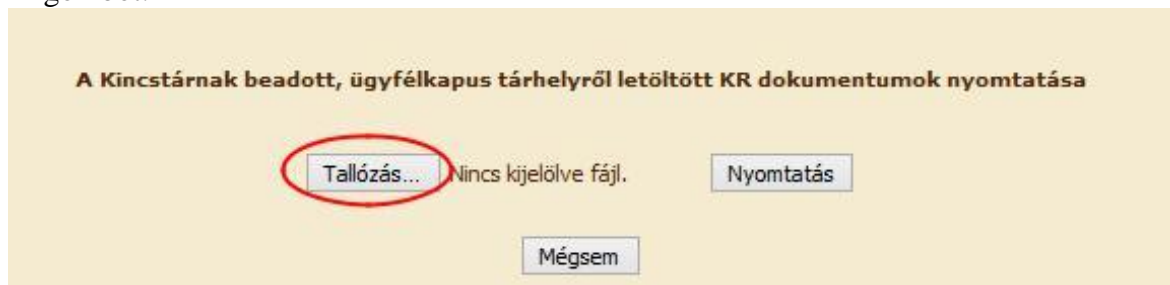 A Kincstárnak beadott, ügyfélkapus tárhelyről letöltött KR dokumentumok nyomtatása
Tallózás... Nincs kijelölve fájl. Nyomtatás
Mégsem